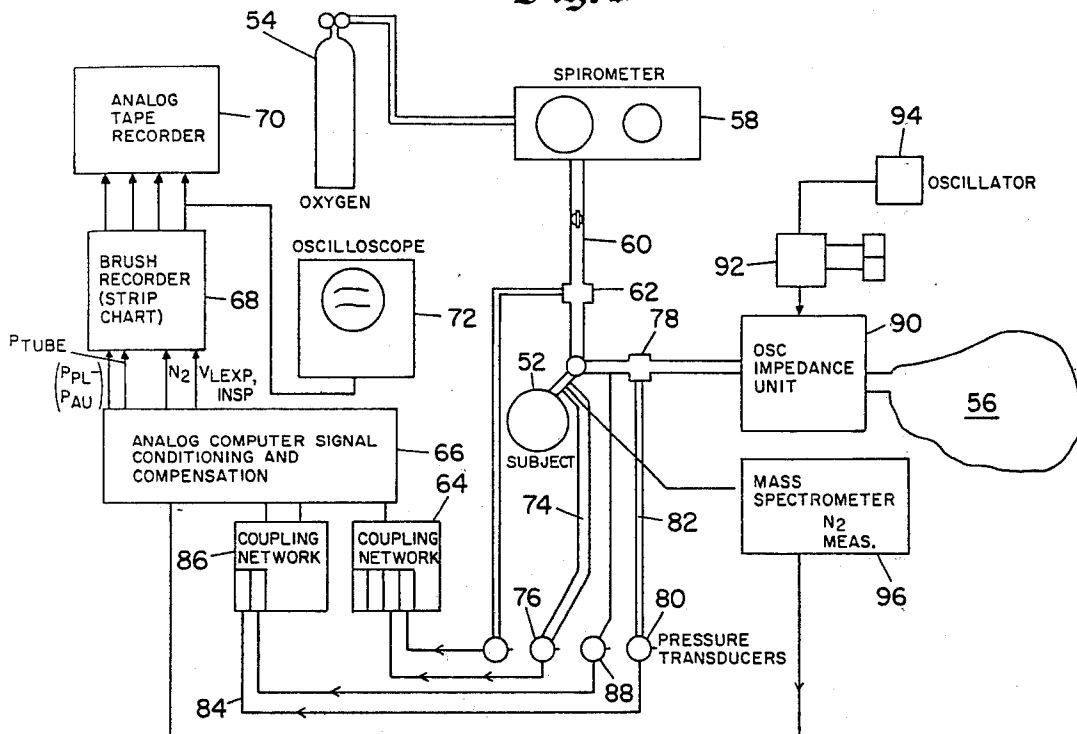 54
SPIROMETER
ANALOG
TAPE
RECORDER
70
58
94
OXYGEN
OSCILLATOR
OSCILLOSCOPE
60
BRUSH
RECORDER
(STRIP
CHART)
68
92
62
72
78
90
PTUBE
OSC
IMPEDANCE
UNIT
(PPL-
PAU)
N2
VLEXP,
INSP
52
56
ANALOG COMPUTER SIGNAL
CONDITIONING AND
COMPENSATION
66
SUBJECT
MASS
SPECTROMETER
N2
MEAS.
64
74
82
86
COUPLING
NETWORK
COUPLING
NETWORK
96
76
80
PRESSURE
TRANSDUCERS
88
84